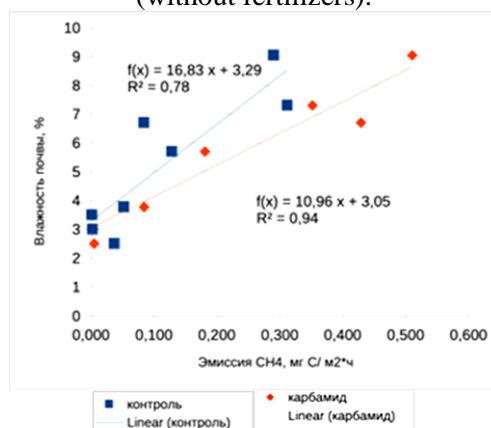 (without fertilizers).
10
9
8
7
6
5
4
3
2
1
0
Влажность почвы, %
f(x) = 16,83 x + 3,29
R² = 0,78
f(x) = 10,96 x + 3,05
R² = 0,94
0,000 0,100 0,200 0,300 0,400 0,500 0,600
Эмиссия CH4, мг С/ м2*ч
контроль
Linear (контроль)
карбамид
Linear (карбамид)